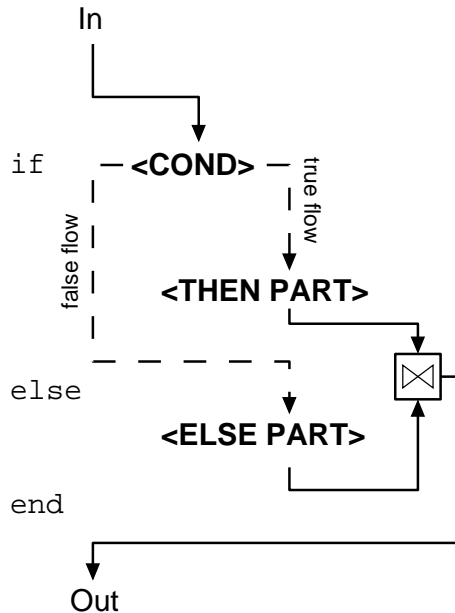 In
if <COND>
true flow
false flow
<THEN PART>
else
<ELSE PART>
end
Out